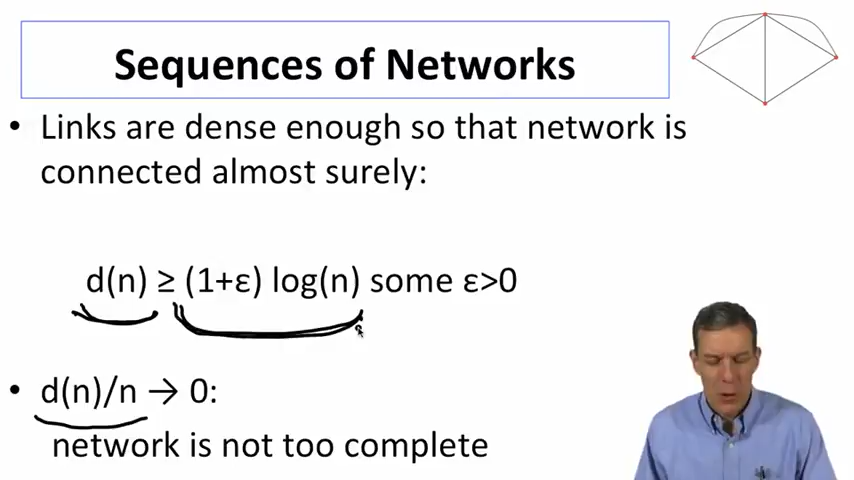 Sequences of Networks
• Links are dense enough so that network is
connected almost surely:
d(n) ≥ (1+ε) log(n) some ε>0
• d(n)/n → 0:
network is not too complete